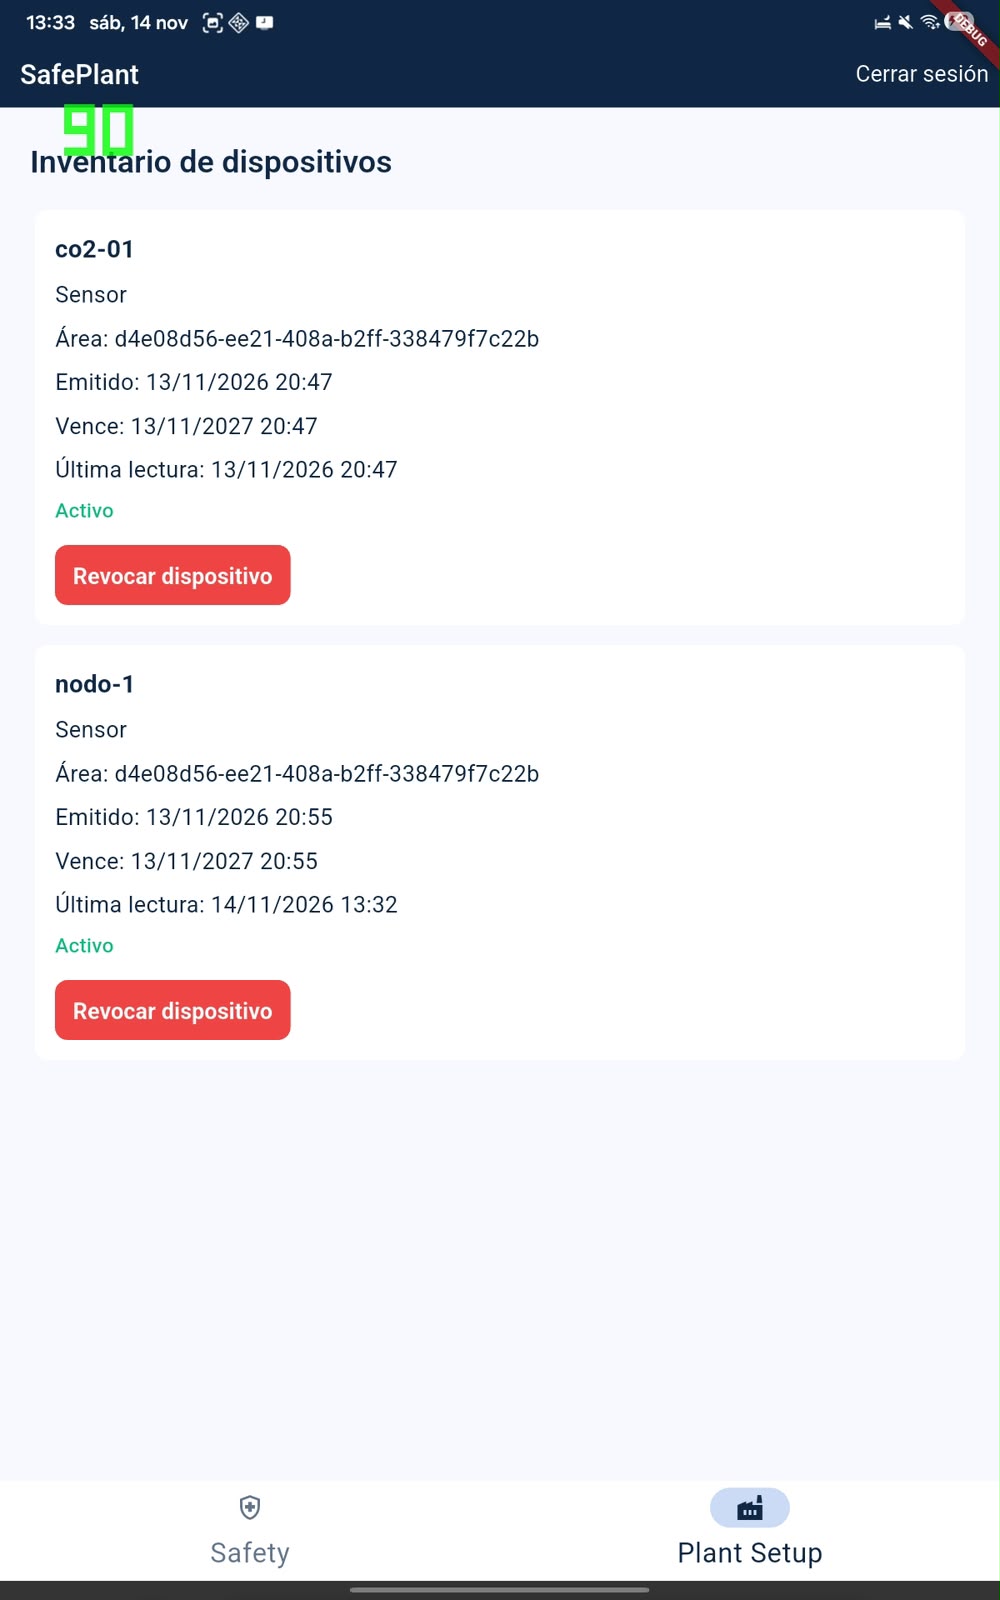 13:33 sáb, 14 nov
DEBUG
SafePlant
Cerrar sesión
90
Inventario de dispositivos
co2-01
Sensor
Área: d4e08d56-ee21-408a-b2ff-338479f7c22b
Emitido: 13/11/2026 20:47
Vence: 13/11/2027 20:47
Última lectura: 13/11/2026 20:47
Activo
Revocar dispositivo
nodo-1
Sensor
Área: d4e08d56-ee21-408a-b2ff-338479f7c22b
Emitido: 13/11/2026 20:55
Vence: 13/11/2027 20:55
Última lectura: 14/11/2026 13:32
Activo
Revocar dispositivo
Safety
Plant Setup